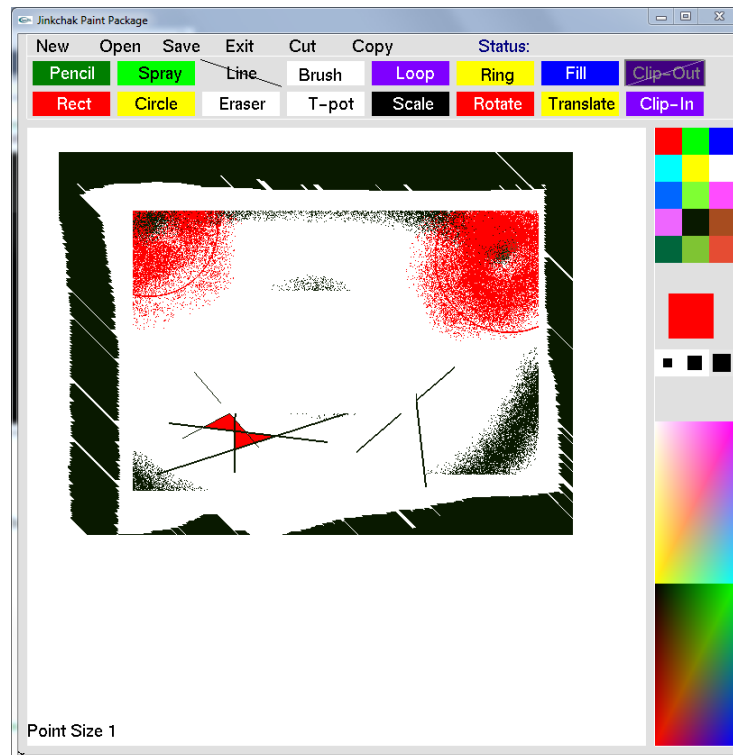 Jinkchak Paint Package
New Open Save Exit Cut Copy Status:
Pencil Spray Line Brush Loop Ring Fill Clip-Out
Rect Circle Eraser T-pot Scale Rotate Translate Clip-In
Point Size 1